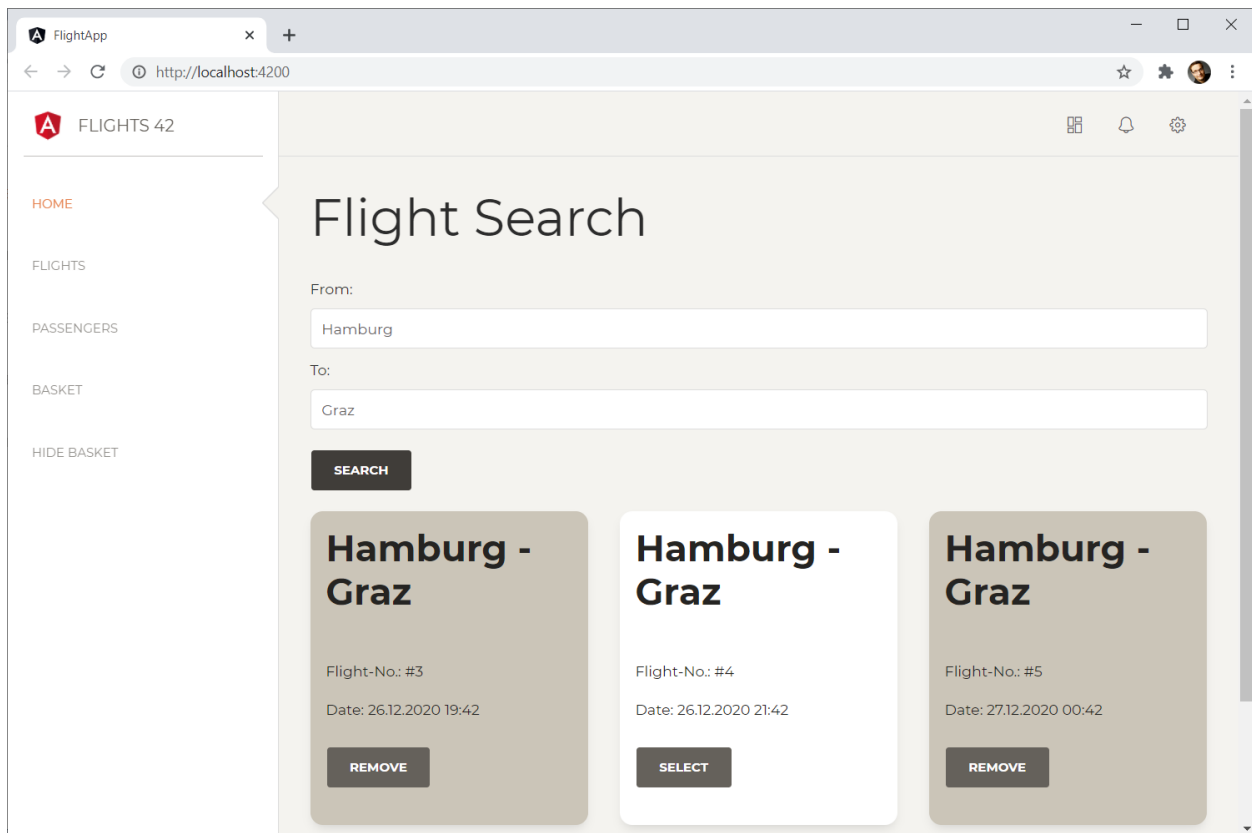 FlightApp
http://localhost:4200
FLIGHTS 42
HOME
FLIGHTS
PASSENGERS
BASKET
HIDE BASKET
Flight Search
From:
Hamburg
To:
Graz
SEARCH
Hamburg -
Graz
Flight-No.: #3
Date: 26.12.2020 19:42
REMOVE
Hamburg -
Graz
Flight-No.: #4
Date: 26.12.2020 21:42
SELECT
Hamburg -
Graz
Flight-No.: #5
Date: 27.12.2020 00:42
REMOVE